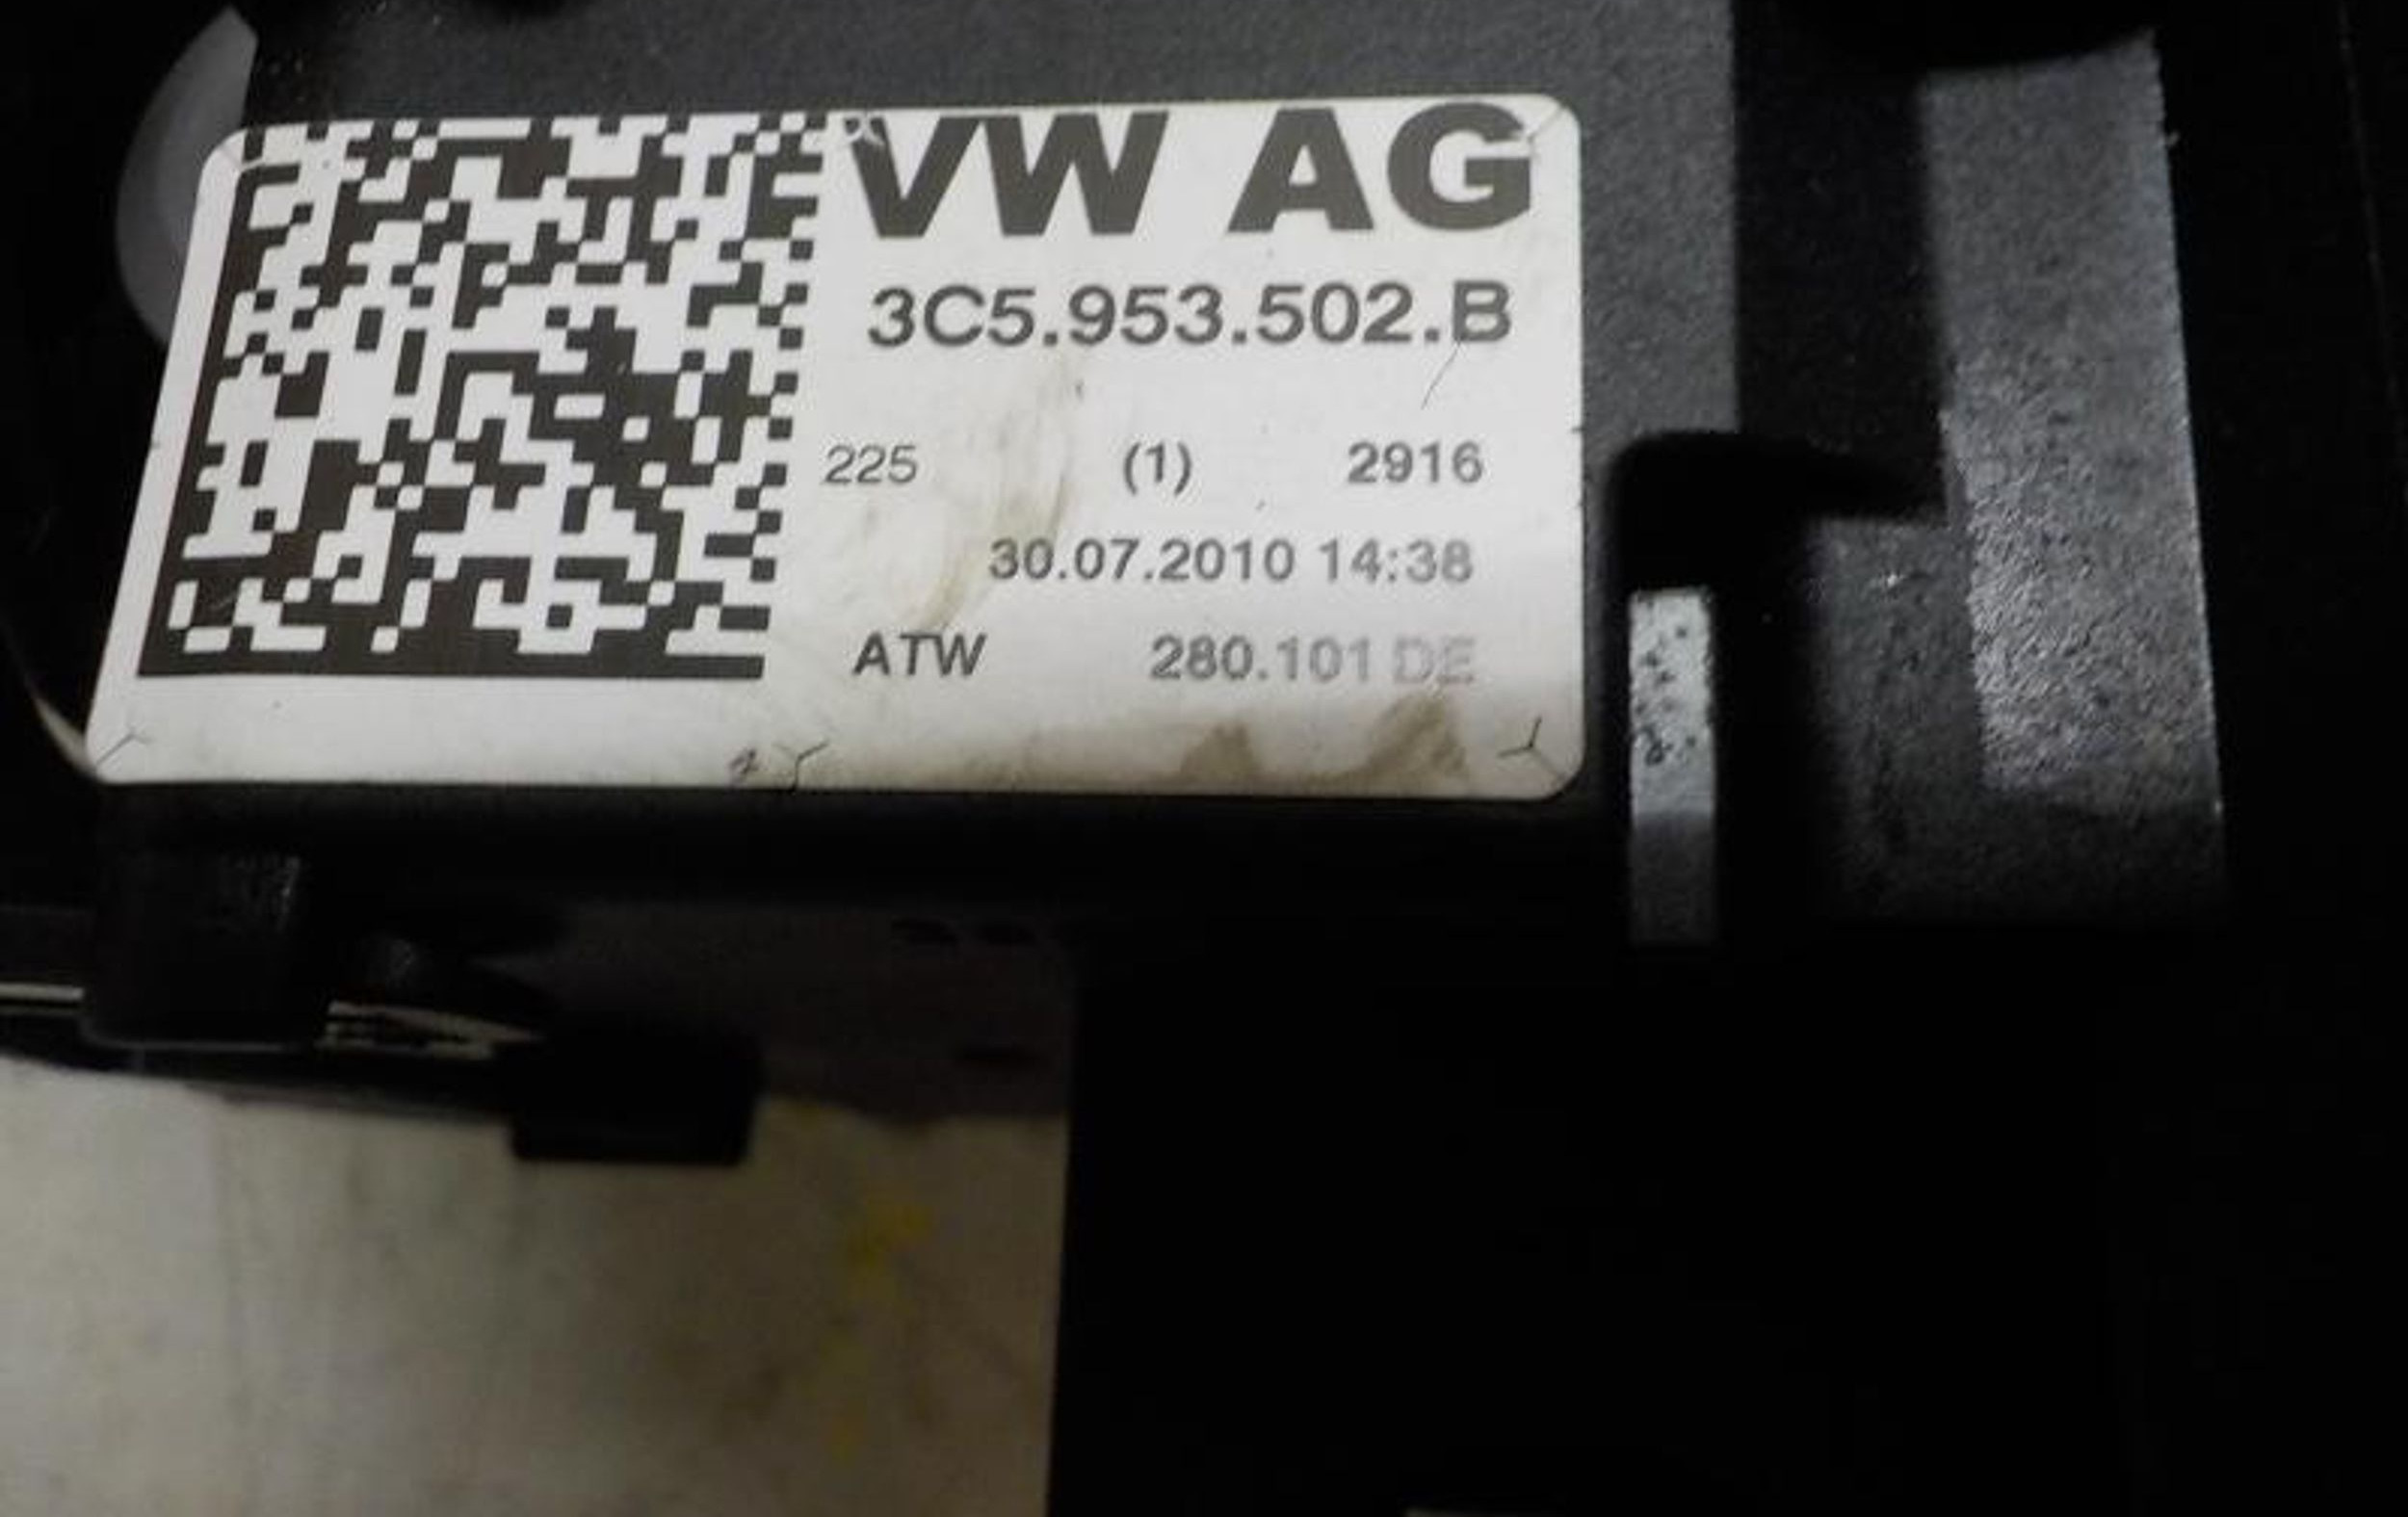 VW AG
3C5.953.502.B
225 (1) 2916
30.07.2010 14:38
ATW 280.101 DE